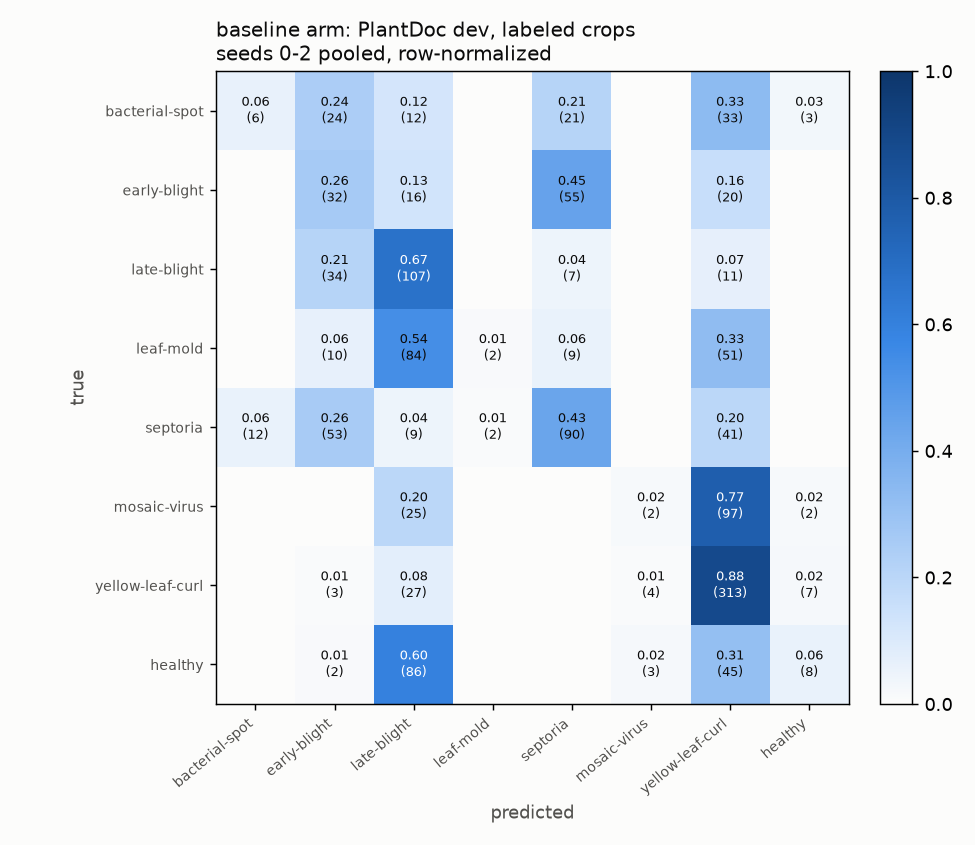 baseline arm: PlantDoc dev, labeled crops
seeds 0-2 pooled, row-normalized
bacterial-spot 0.06 0.24 0.12 0.21 0.33 0.03
(6) (24) (12) (21) (33) (3)
early-blight 0.26 0.13 0.45 0.16
(32) (16) (55) (20)
late-blight 0.21 0.67 0.04 0.07
(34) (107) (7) (11)
leaf-mold 0.06 0.54 0.01 0.06 0.33
(10) (84) (2) (9) (51)
septoria 0.06 0.26 0.04 0.01 0.43 0.20
(12) (53) (9) (2) (90) (41)
mosaic-virus 0.20 0.02 0.77 0.02
(25) (2) (97) (2)
yellow-leaf-curl 0.01 0.08 0.01 0.88 0.02
(3) (27) (4) (313) (7)
healthy 0.01 0.60 0.02 0.31 0.06
(2) (86) (3) (45) (8)
true
bacterial-spot early-blight late-blight leaf-mold septoria mosaic-virus yellow-leaf-curl healthy
predicted
1.0
0.8
0.6
0.4
0.2
0.0